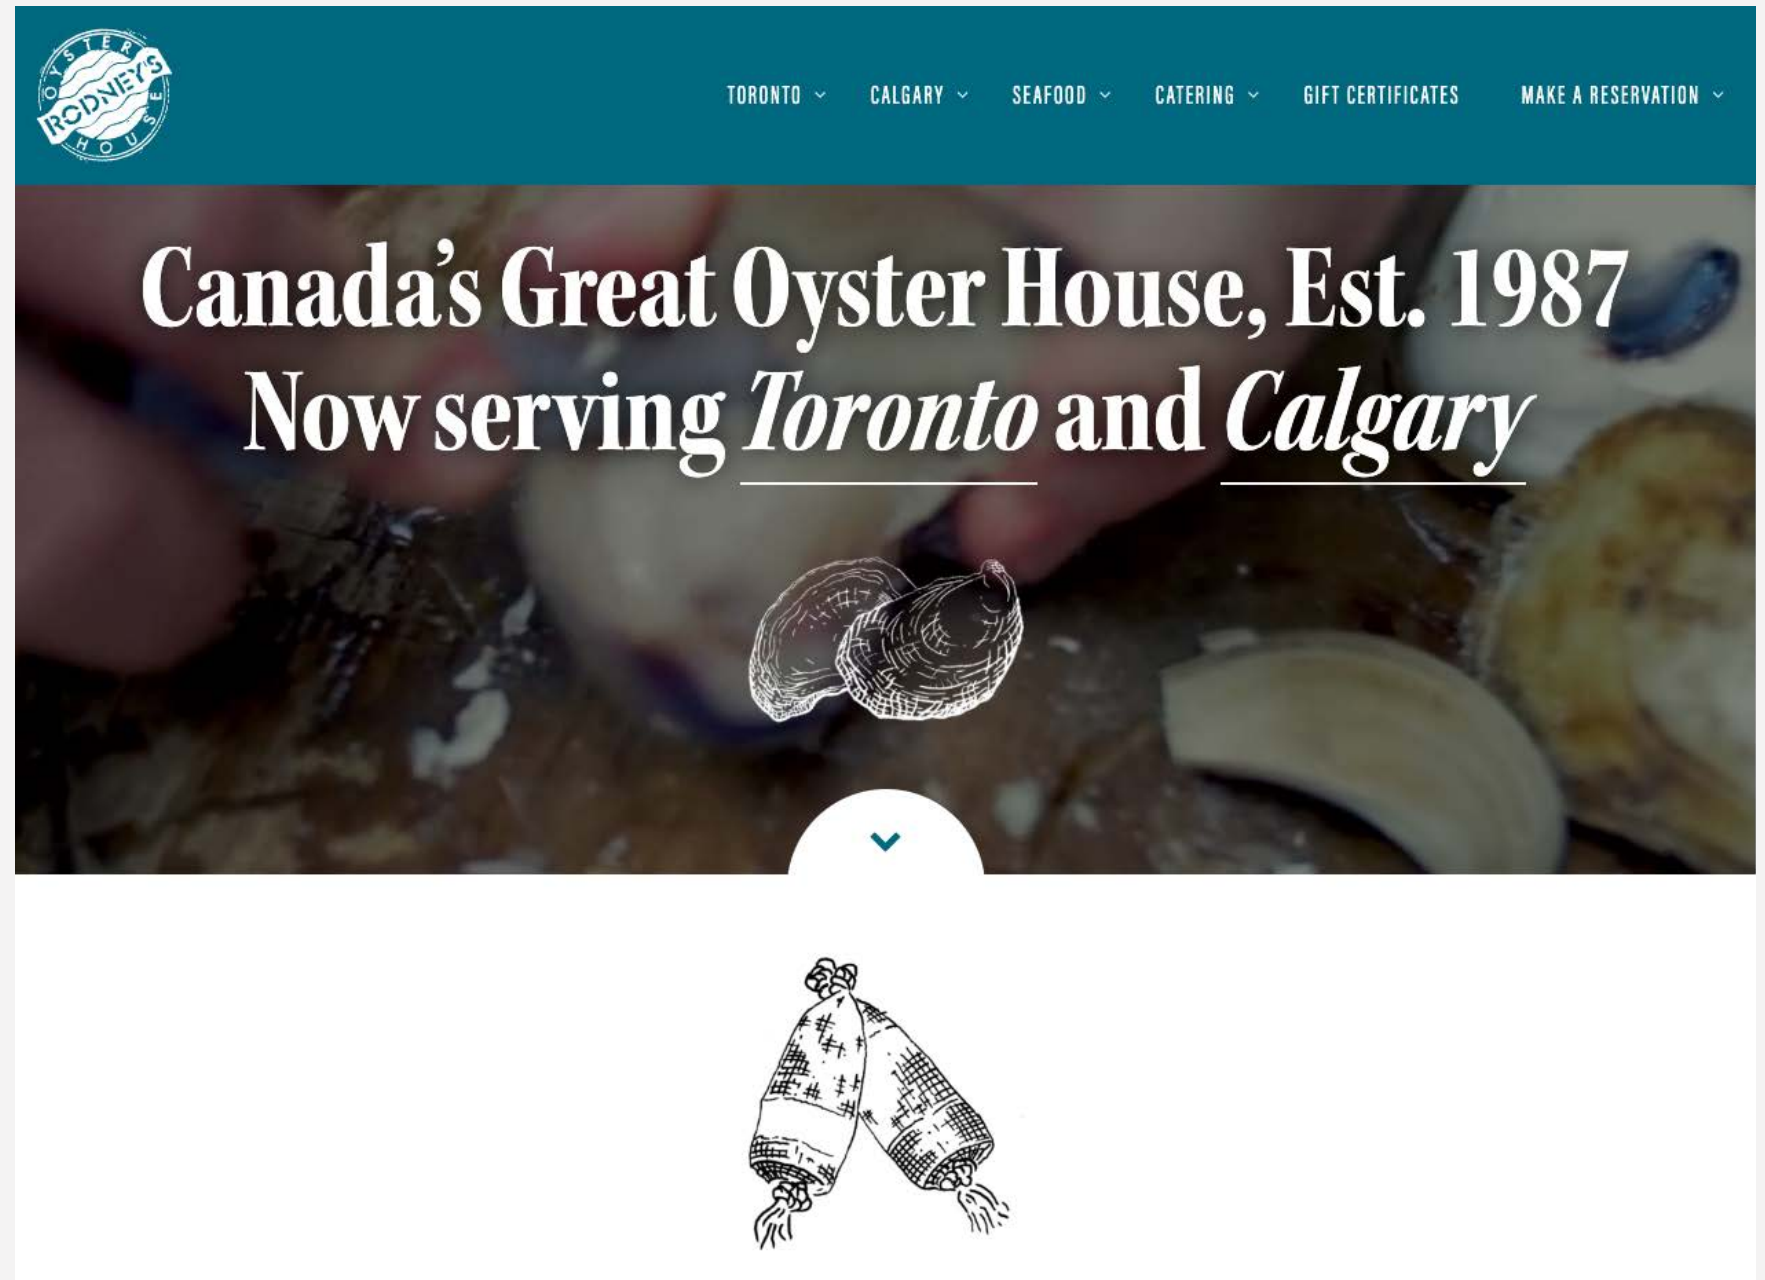 OYSTER
RODNEY'S
HOUSE
TORONTO
CALGARY
SEAFOOD
CATERING
GIFT CERTIFICATES
MAKE A RESERVATION
Canada's Great Oyster House, Est. 1987
Now serving Toronto and Calgary